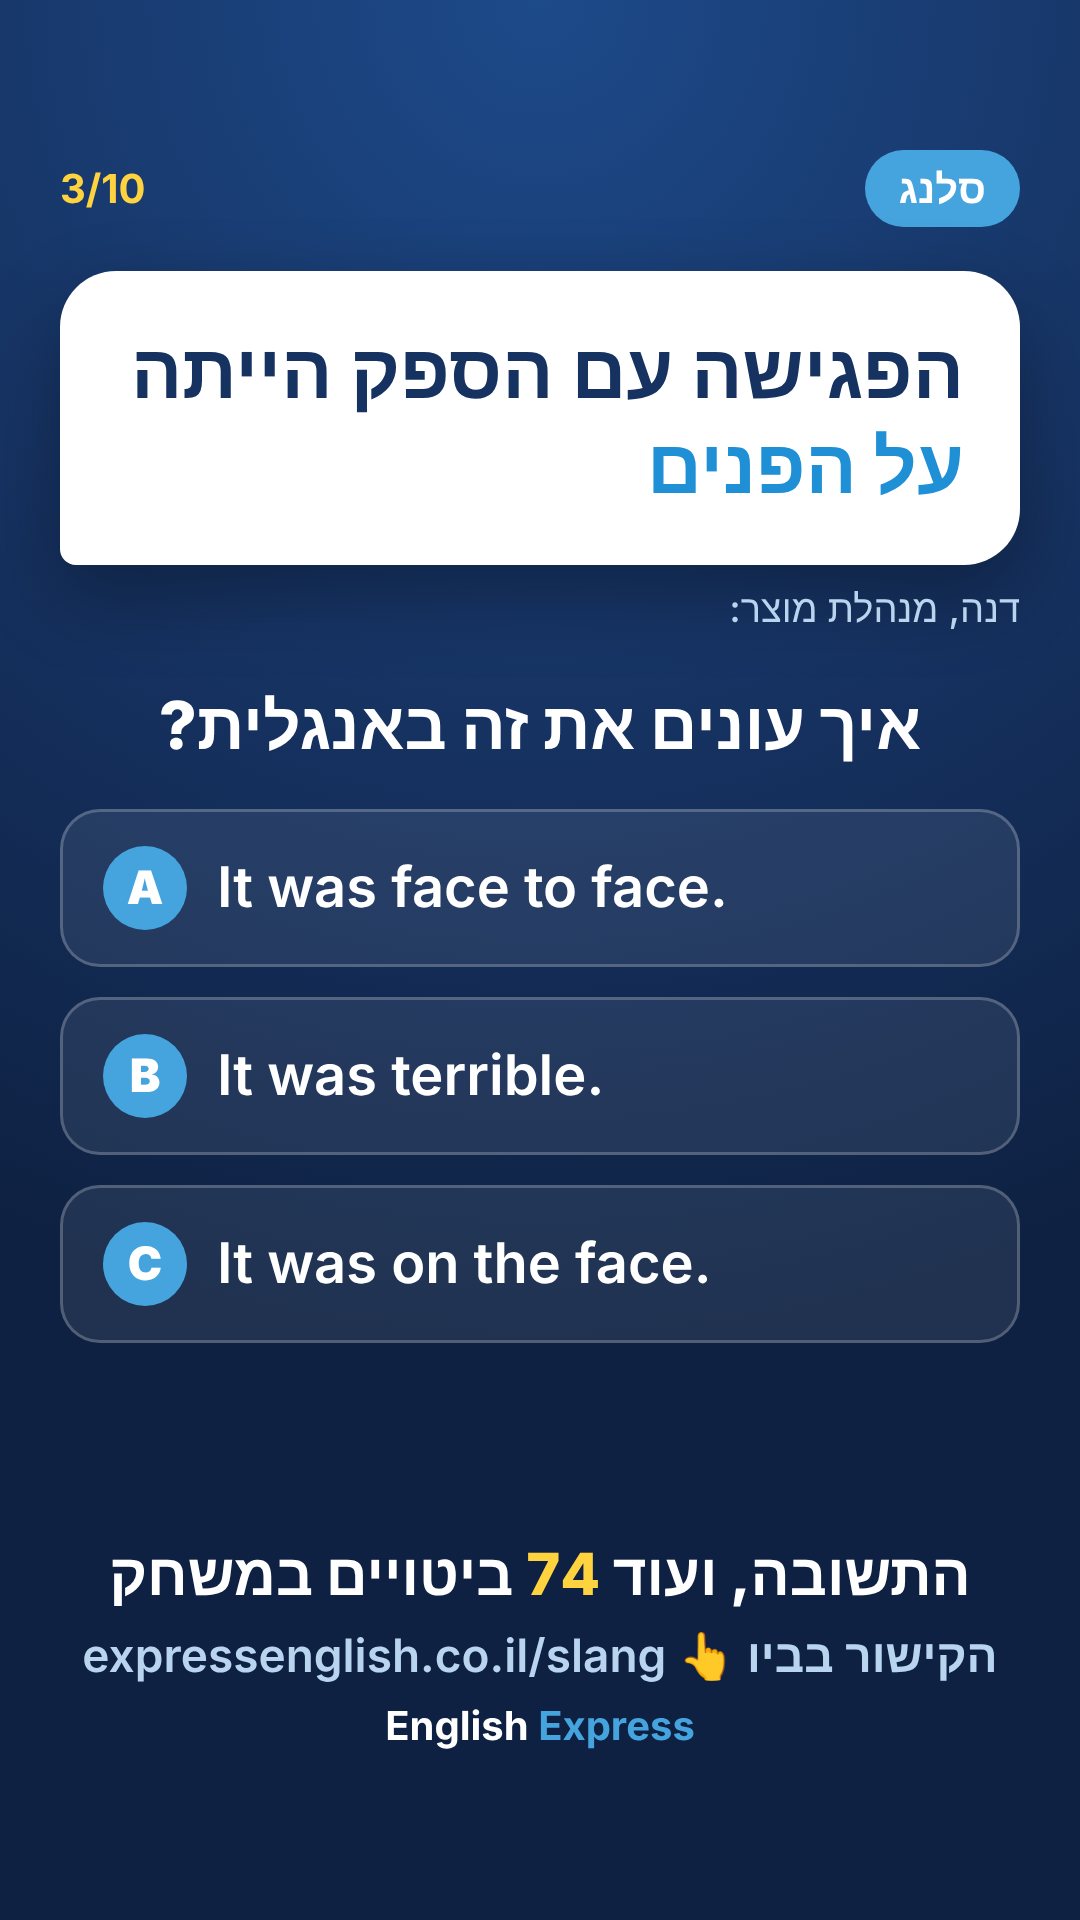 סלנג
3/10
הפגישה עם הספק הייתה
על הפנים
דנה, מנהלת מוצר:
איך עונים את זה באנגלית?
A It was face to face.
B It was terrible.
C It was on the face.
התשובה, ועוד 74 ביטויים במשחק
הקישור בביו 👆 expressenglish.co.il/slang
English Express